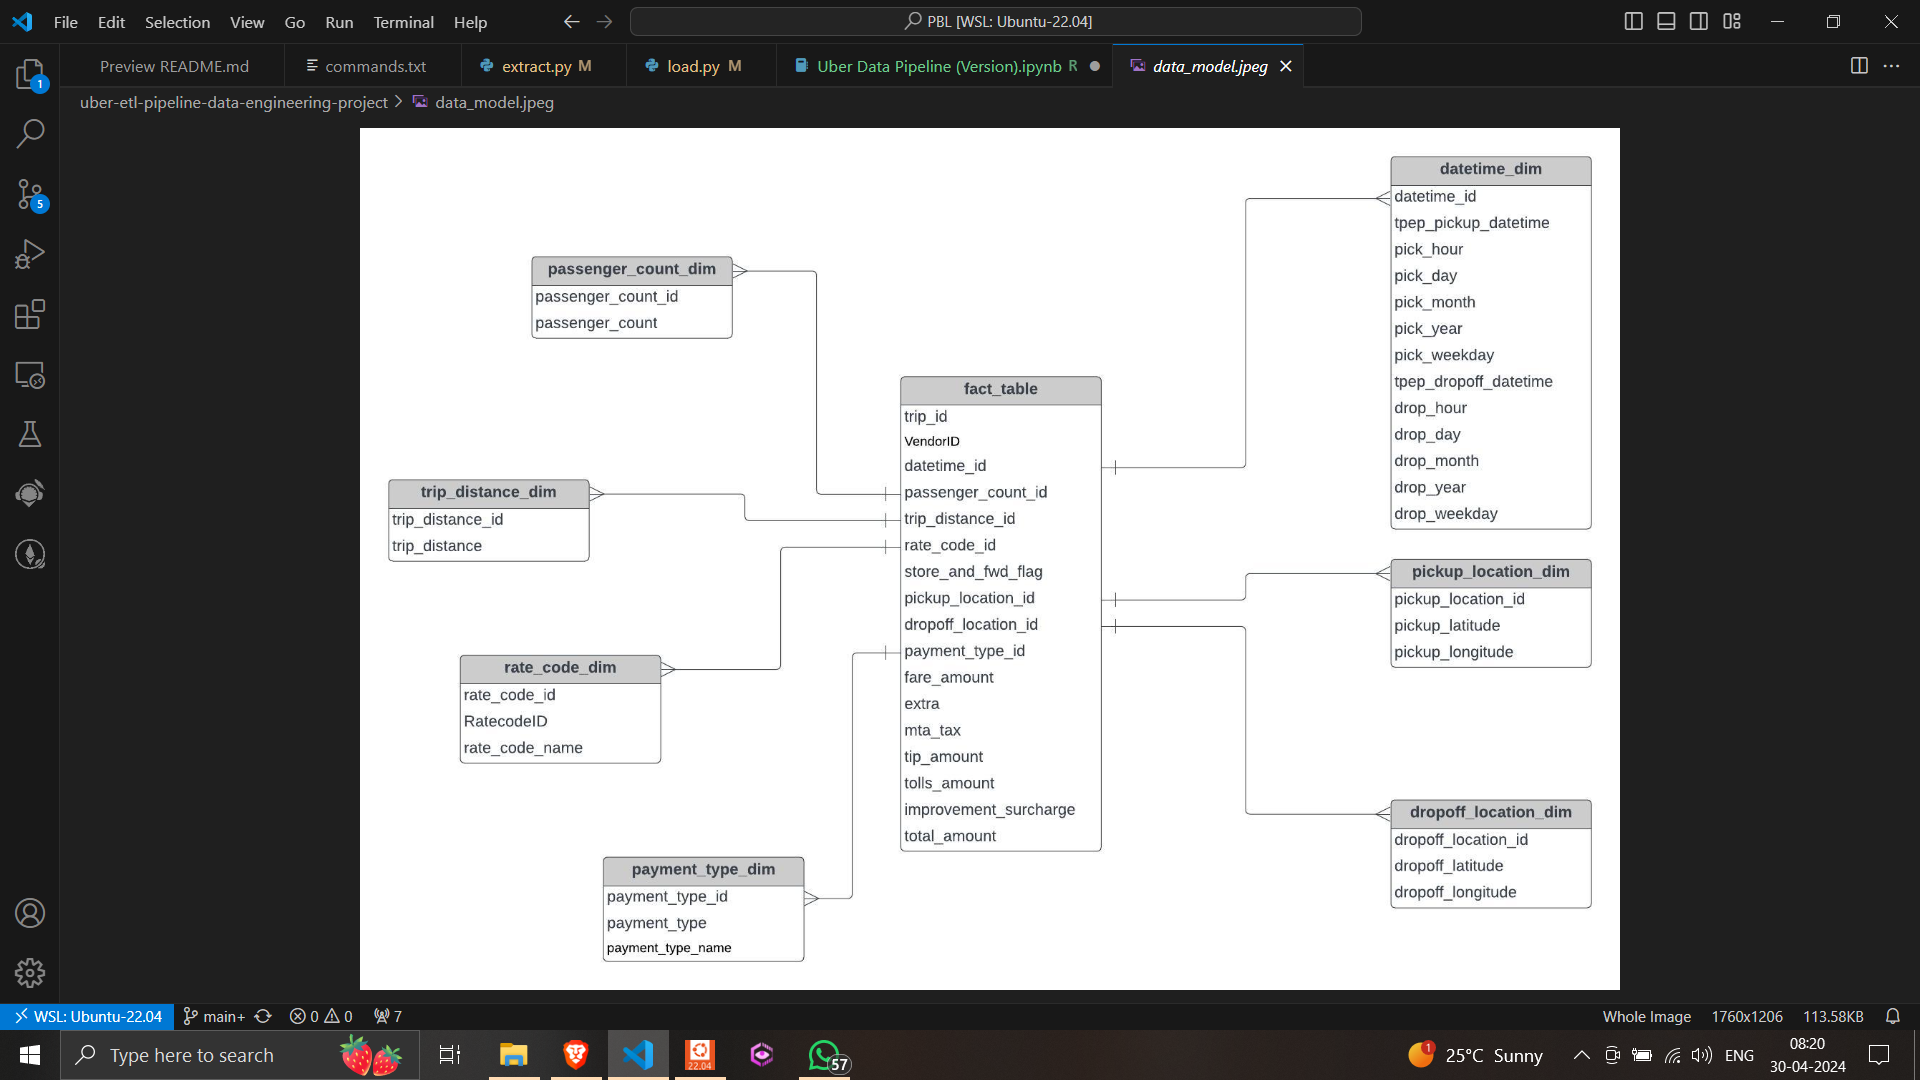 File Edit Selection View Go Run Terminal Help
PBL [WSL: Ubuntu-22.04]
Preview README.md
commands.txt
extract.py M
load.py M
Uber Data Pipeline (Version).ipynb R
data_model.jpeg
uber-etl-pipeline-data-engineering-project > data_model.jpeg
1
5
passenger_count_dim
passenger_count_id
passenger_count
trip_distance_dim
trip_distance_id
trip_distance
rate_code_dim
rate_code_id
RatecodeID
rate_code_name
payment_type_dim
payment_type_id
payment_type
payment_type_name
fact_table
trip_id
VendorID
datetime_id
passenger_count_id
trip_distance_id
rate_code_id
store_and_fwd_flag
pickup_location_id
dropoff_location_id
payment_type_id
fare_amount
extra
mta_tax
tip_amount
tolls_amount
improvement_surcharge
total_amount
datetime_dim
datetime_id
tpep_pickup_datetime
pick_hour
pick_day
pick_month
pick_year
pick_weekday
tpep_dropoff_datetime
drop_hour
drop_day
drop_month
drop_year
drop_weekday
pickup_location_dim
pickup_location_id
pickup_latitude
pickup_longitude
dropoff_location_dim
dropoff_location_id
dropoff_latitude
dropoff_longitude
WSL: Ubuntu-22.04 main+ 0 0 7
Whole Image 1760x1206 113.58KB
Type here to search
22.04
57
1
25°C Sunny
ENG
08:20
30-04-2024